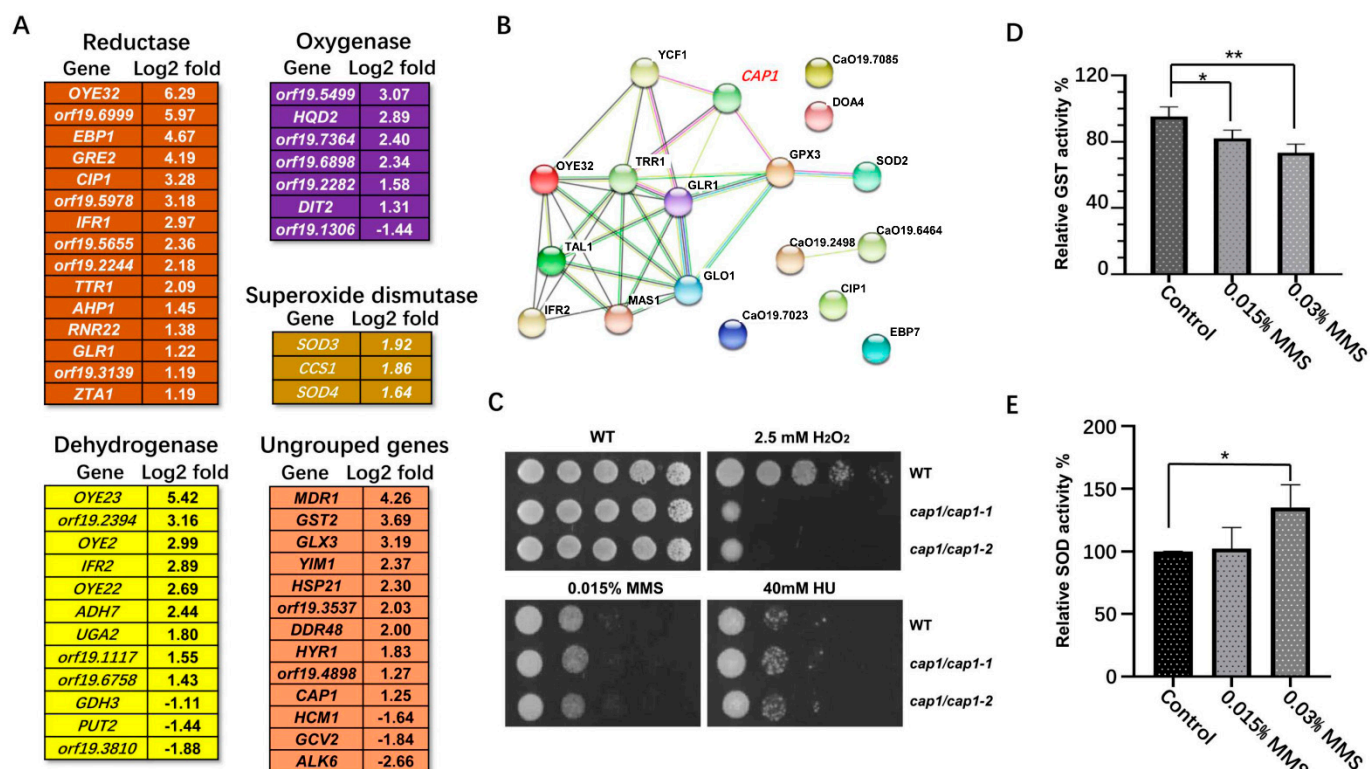 A
Reductase
Gene Log2 fold
OYE32 6.29
orf19.6999 5.97
EBP1 4.67
GRE2 4.19
CIP1 3.28
orf19.5978 3.18
IFR1 2.97
orf19.5655 2.36
orf19.2244 2.18
TTR1 2.09
AHP1 1.45
RNR22 1.38
GLR1 1.22
orf19.3139 1.19
ZTA1 1.19
Oxygenase
Gene Log2 fold
orf19.5499 3.07
HQD2 2.89
orf19.7364 2.40
orf19.6898 2.34
orf19.2282 1.58
DIT2 1.31
orf19.1306 -1.44
Superoxide dismutase
Gene Log2 fold
SOD3 1.92
CCS1 1.86
SOD4 1.64
Dehydrogenase
Gene Log2 fold
OYE23 5.42
orf19.2394 3.16
OYE2 2.99
IFR2 2.89
OYE22 2.69
ADH7 2.44
UGA2 1.80
orf19.1117 1.55
orf19.6758 1.43
GDH3 -1.11
PUT2 -1.44
orf19.3810 -1.88
Ungrouped genes
Gene Log2 fold
MDR1 4.26
GST2 3.69
GLX3 3.19
YIM1 2.37
HSP21 2.30
orf19.3537 2.03
DDR48 2.00
HYR1 1.83
orf19.4898 1.27
CAP1 1.25
HCM1 -1.64
GCV2 -1.84
ALK6 -2.66
B
YCF1
CAP1
CaO19.7085
DOA4
OYE32
TRR1
GLR1
GPX3
SOD2
TAL1
GLO1
CaO19.2498
CaO19.6464
IFR2
MAS1
CaO19.7023
CIP1
EBP7
C
WT 2.5 mM H2O2
WT
cap1/cap1-1
cap1/cap1-2
0.015% MMS 40mM HU
WT
cap1/cap1-1
cap1/cap1-2
D
Relative GST activity %
120
80
40
0
*
**
Control
0.015% MMS
0.03% MMS
E
Relative SOD activity %
200
150
100
50
0
*
Control
0.015% MMS
0.03% MMS